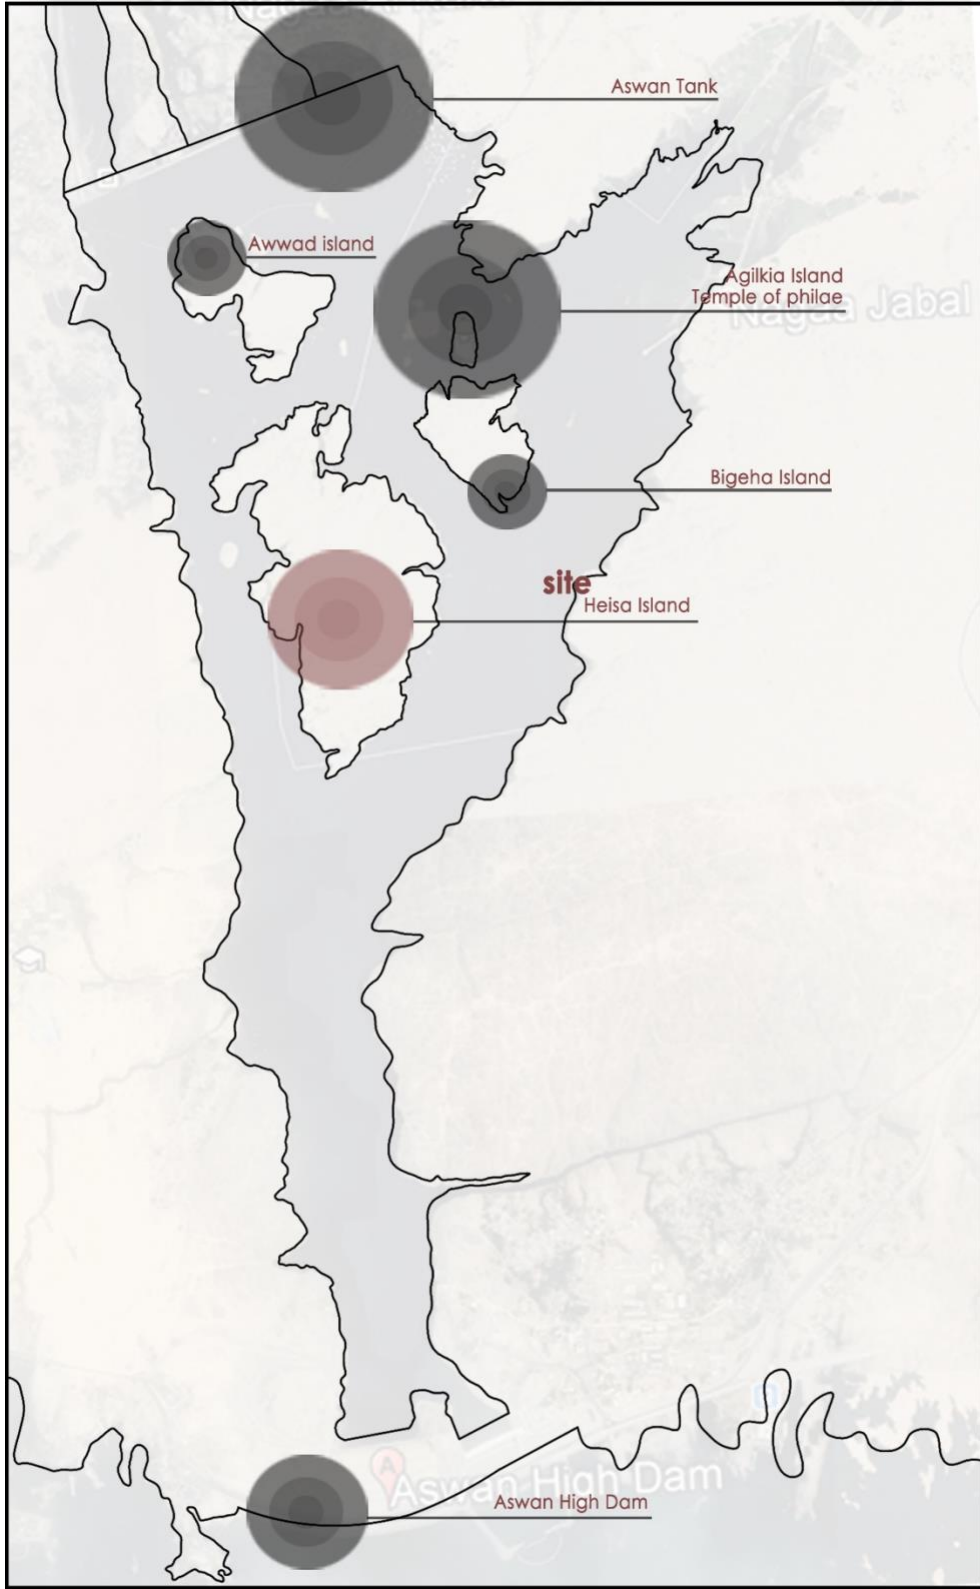 Aswan Tank
Awwad island
Agilkia Island
Temple of philae
Nagaa Jabal
Bigeha Island
site
Heisa Island
A
Aswan High Dam
Aswan High Dam